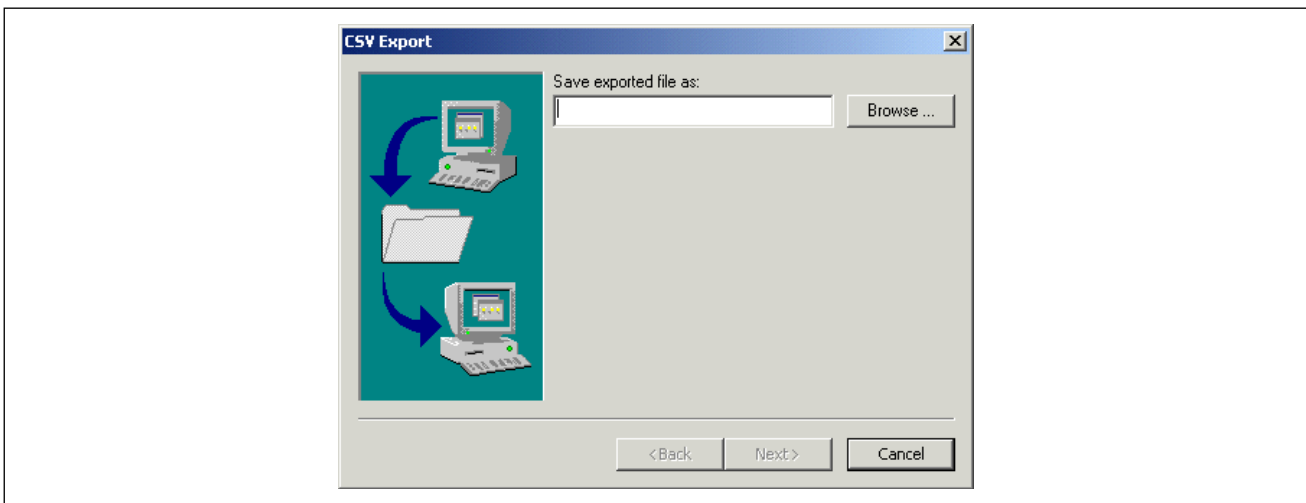 CSV Export
Save exported file as:
Browse ...
<Back
Next>
Cancel